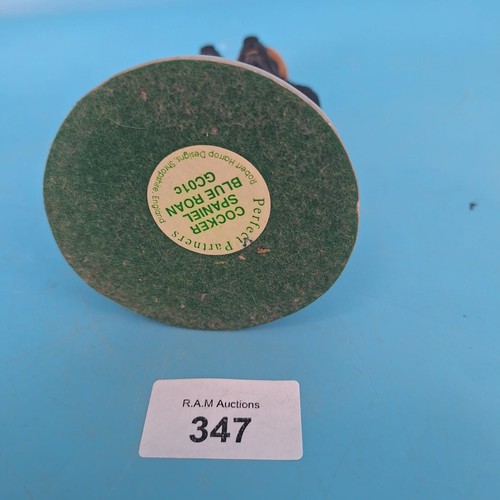 Perfect Partners
COCKER
SPANIEL
BLUE ROAN
GC01c
Robert Harrop Designs, Shropshire, England
R.A.M Auctions
347